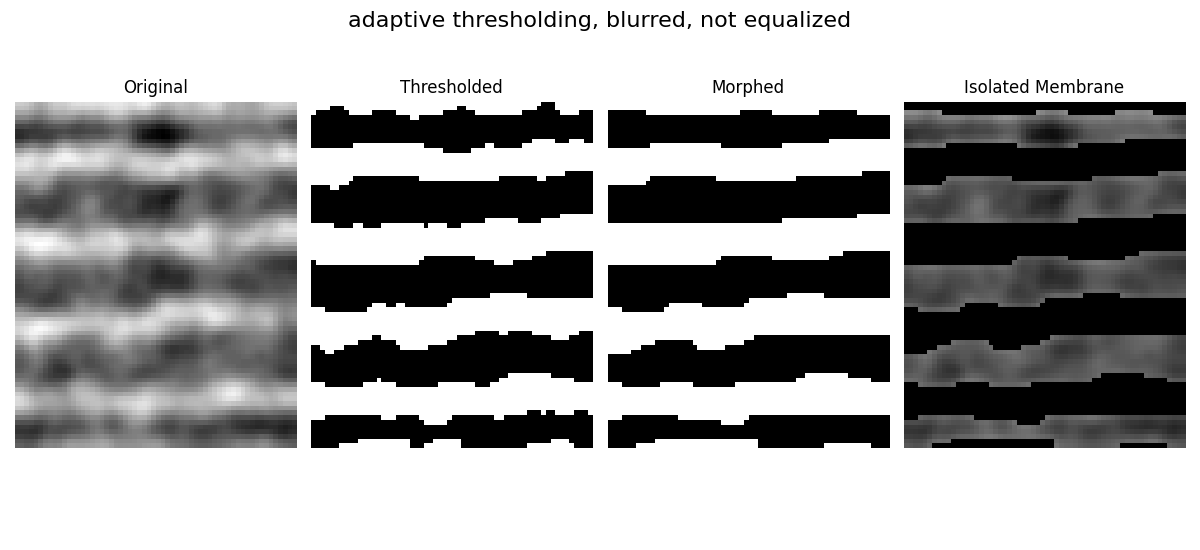 adaptive thresholding, blurred, not equalized
Original
Thresholded
Morphed
Isolated Membrane